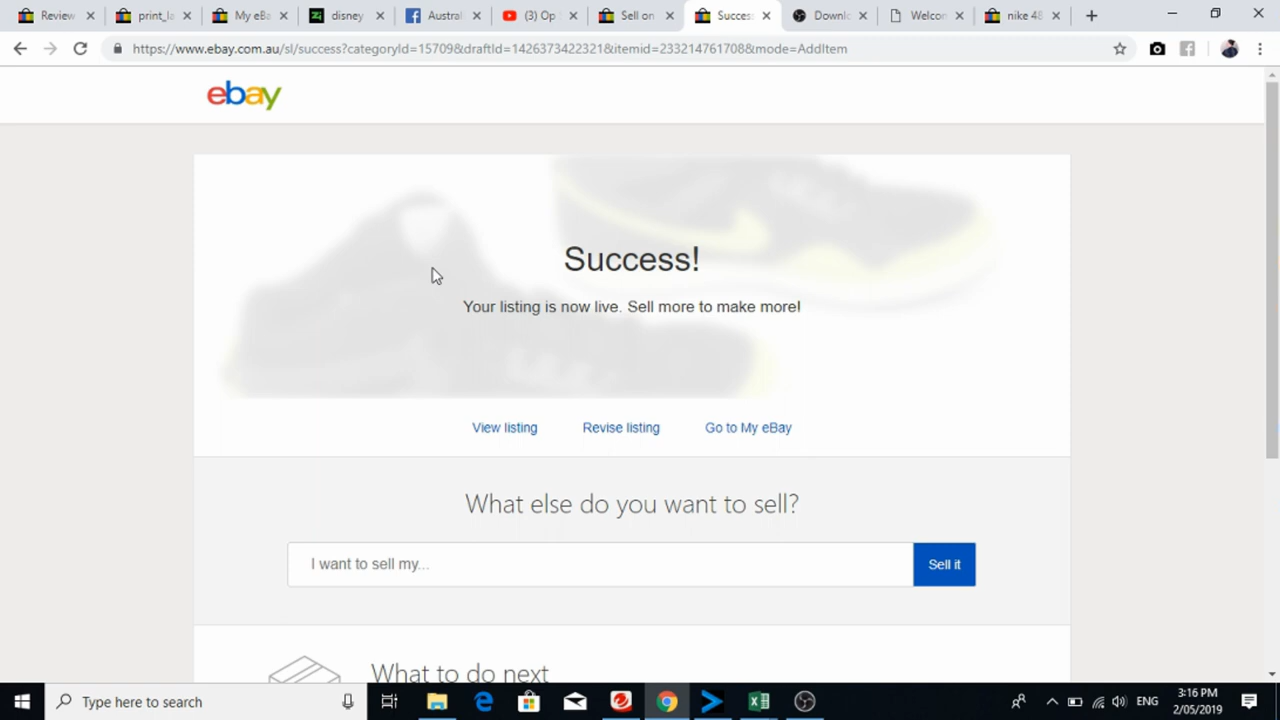 Review
print_la
My eBa
disney
Austral
(3) Op
Sell on
Succes
Downlo
Welcom
nike 48
https://www.ebay.com.au/sl/success?categoryId=15709&draftId=1426373422321&itemid=233214761708&mode=AddItem
ebay
Success!
Your listing is now live. Sell more to make more!
View listing
Revise listing
Go to My eBay
What else do you want to sell?
I want to sell my...
Sell it
What to do next
Type here to search
ENG
3:16 PM
2/05/2019